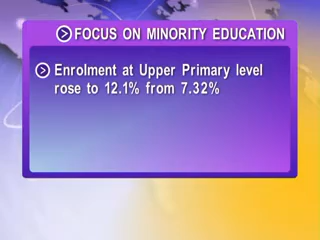 FOCUS ON MINORITY EDUCATION
Enrolment at Upper Primary level
rose to 12.1% from 7.32%